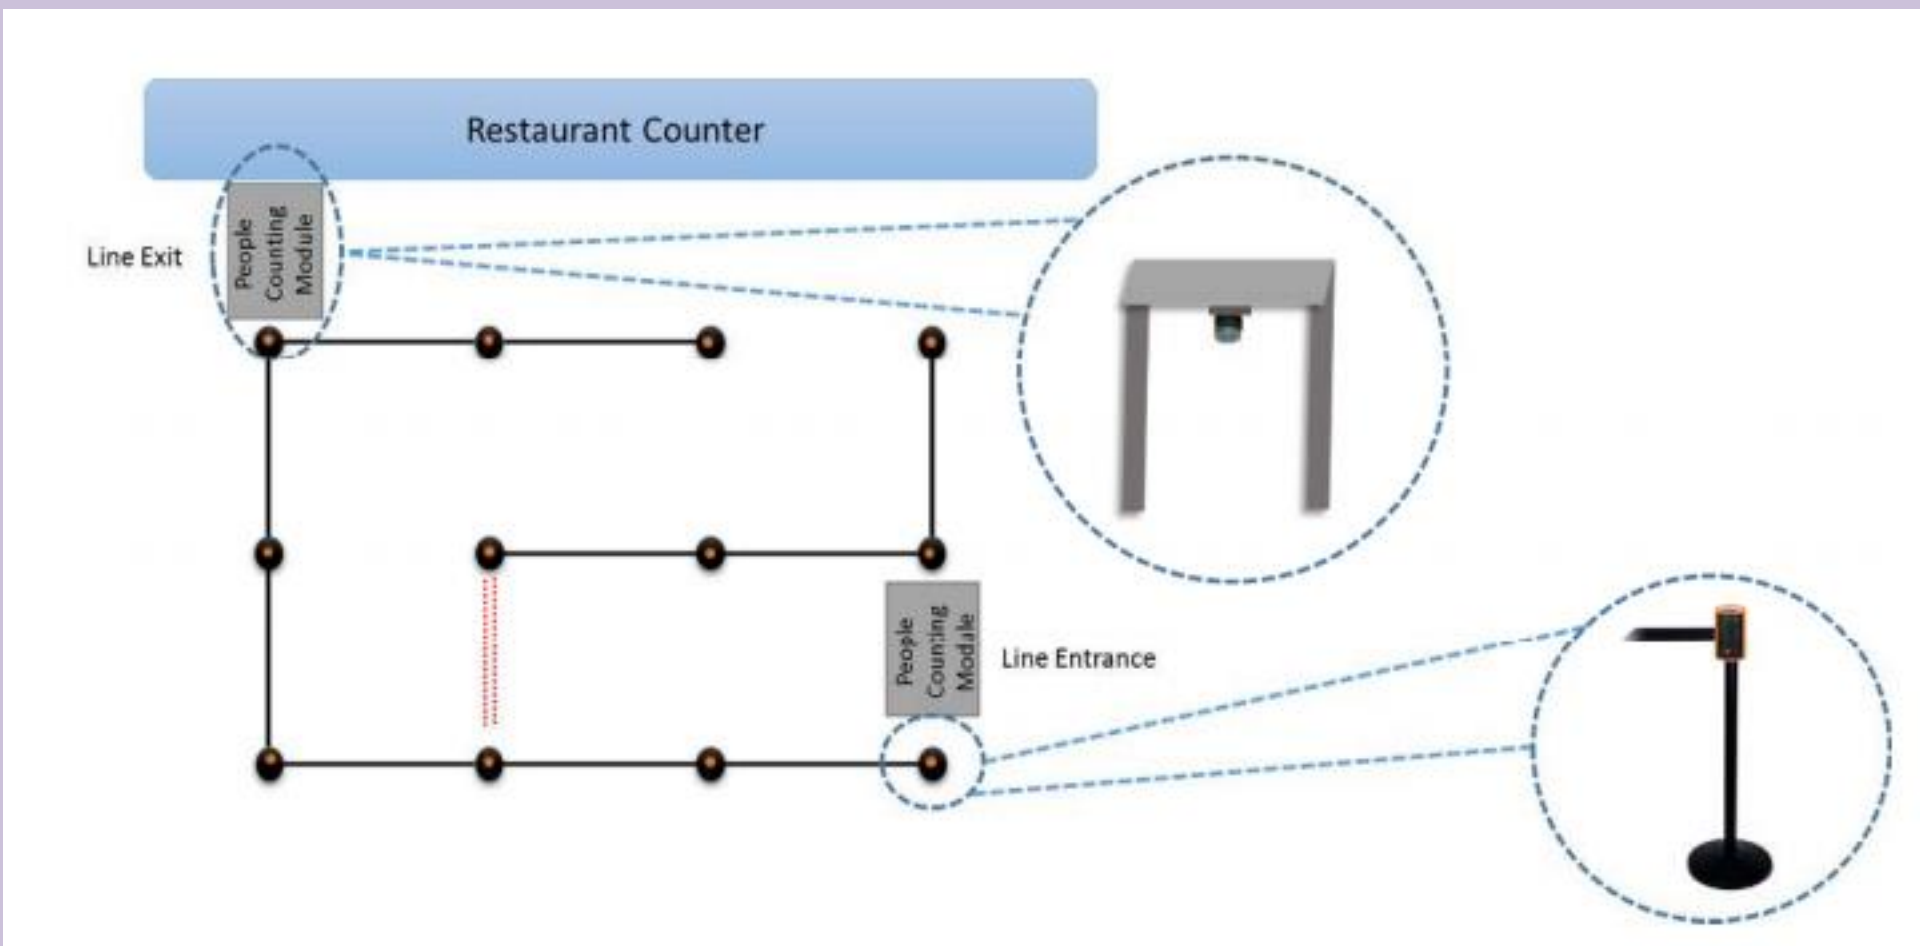 Restaurant Counter
Line Exit
People
Counting
Module
People
Counting
Module
Line Entrance